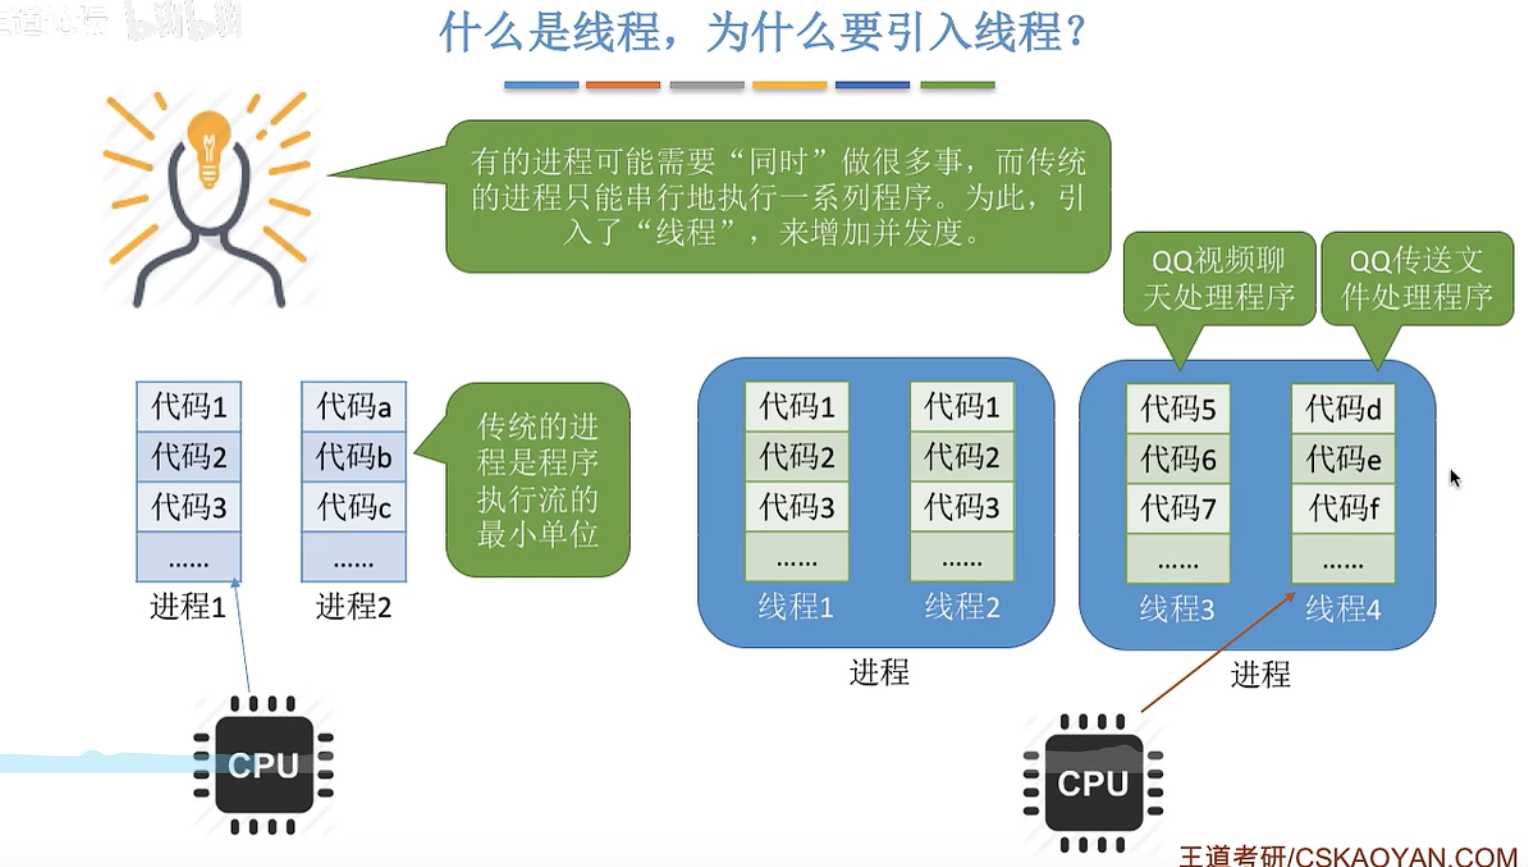 bilibili
什么是线程，为什么要引入线程？
有的进程可能需要“同时”做很多事，而传统
的进程只能串行地执行一系列程序。为此，引
入了“线程”，来增加并发度。
QQ视频聊
天处理程序
QQ传送文
件处理程序
代码1
代码2
代码3
......
进程1
代码a
代码b
代码c
......
进程2
传统的进
程是程序
执行流的
最小单位
代码1
代码2
代码3
......
线程1
代码1
代码2
代码3
......
线程2
进程
代码5
代码6
代码7
......
线程3
代码d
代码e
代码f
......
线程4
进程
CPU
CPU
王道考研/CSKAOYAN.COM